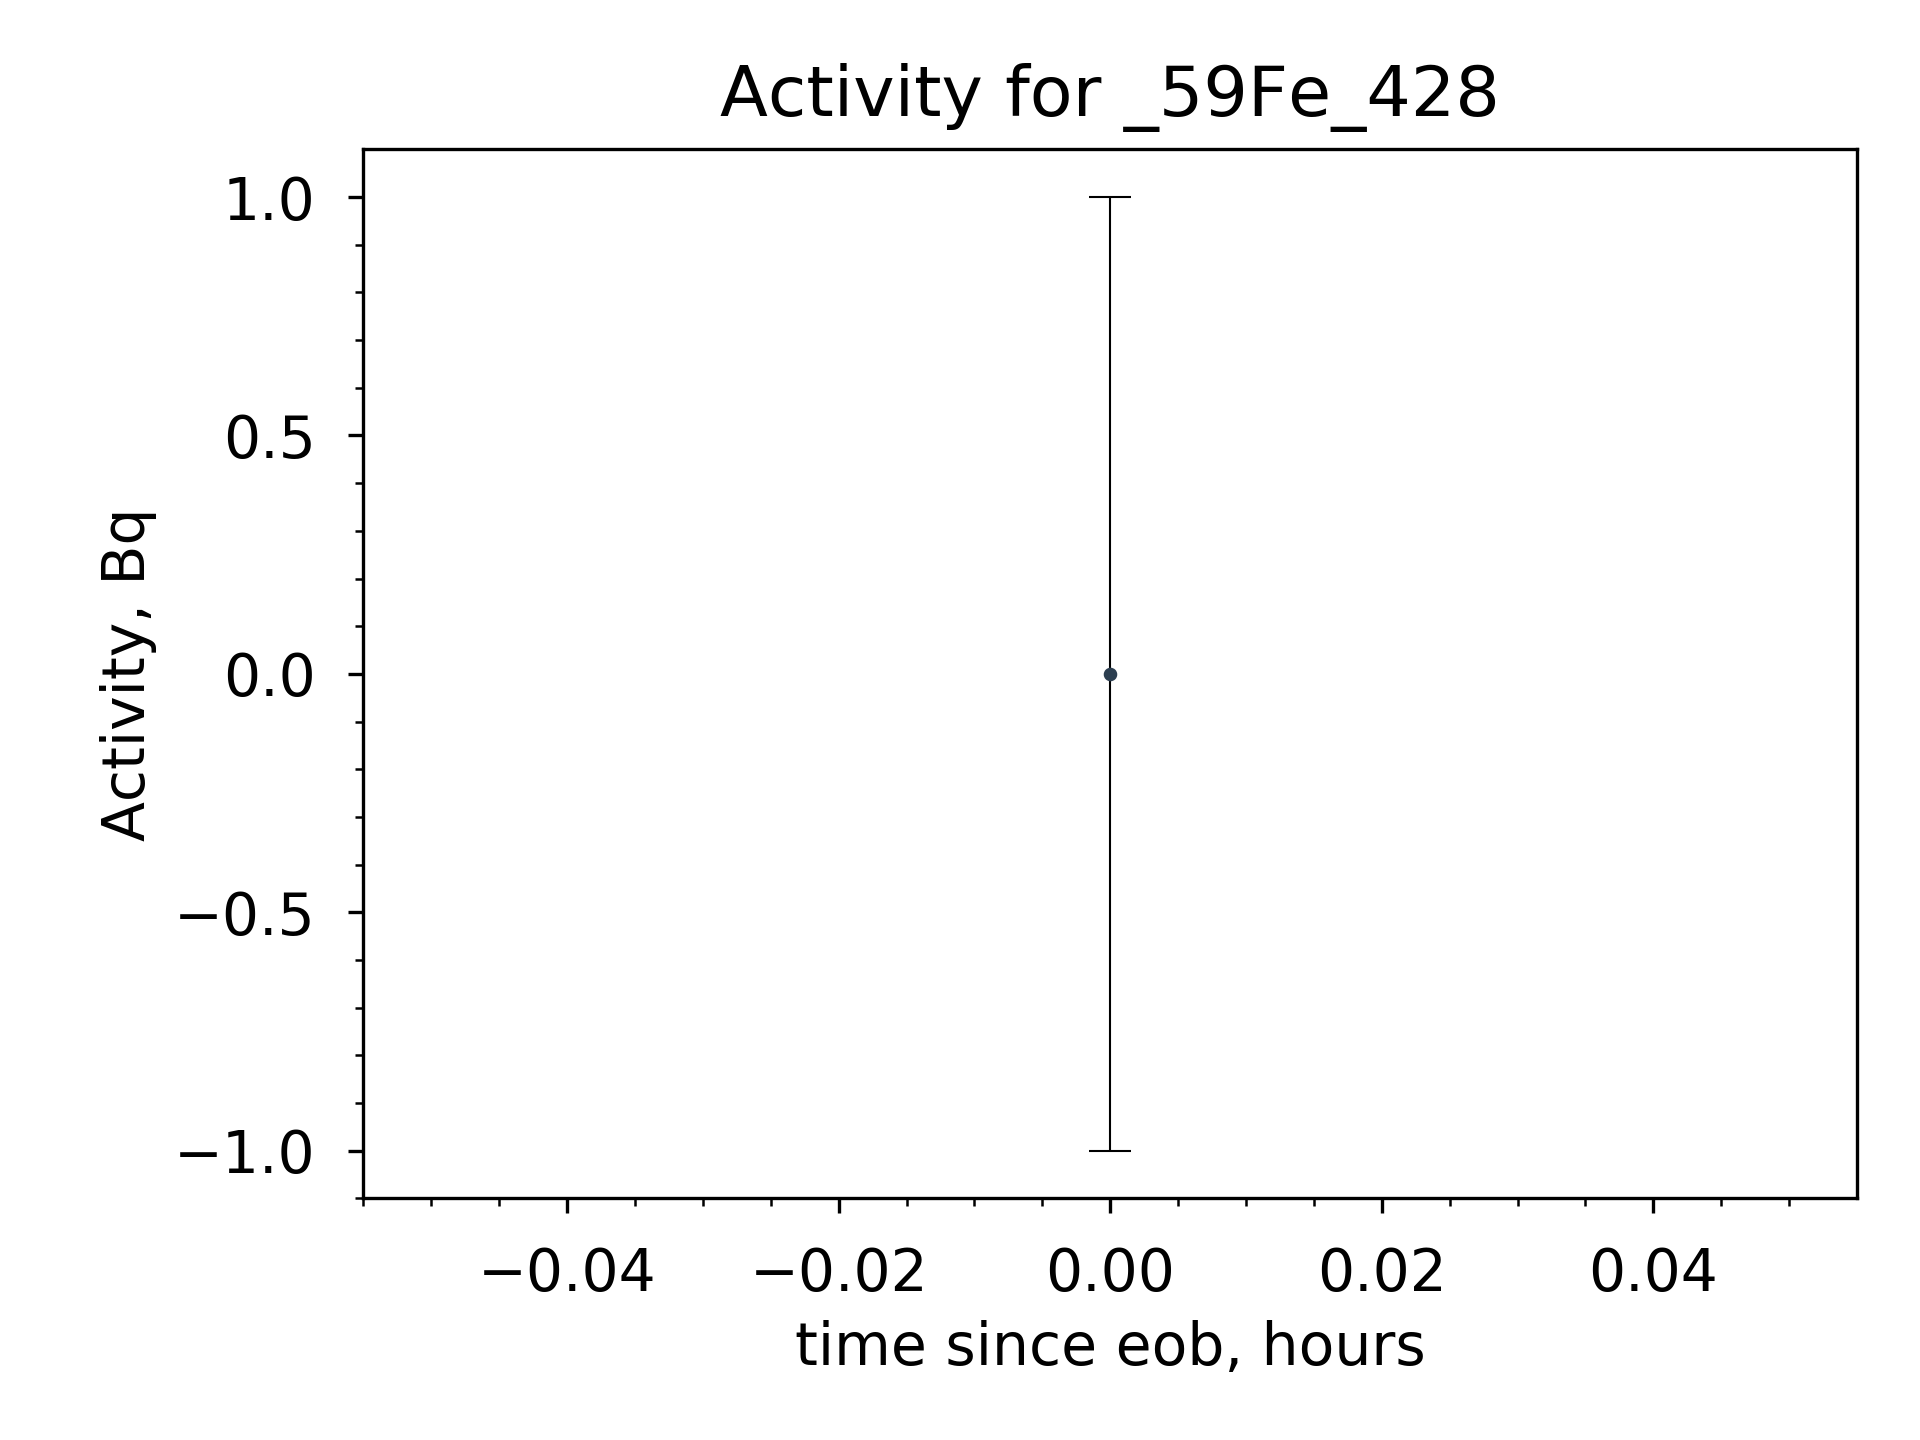 Activity for _59Fe_428
1.0
0.5
0.0
−0.5
−1.0
Activity, Bq
−0.04 −0.02 0.00 0.02 0.04
time since eob, hours